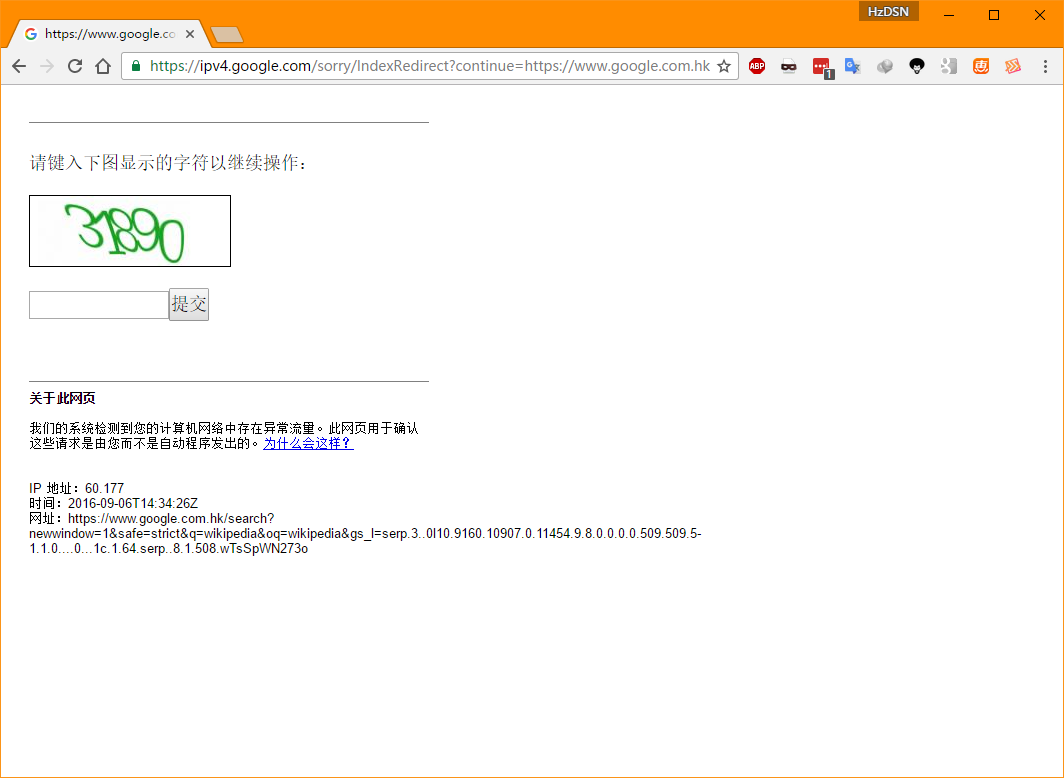 HzDSN
https://www.google.co
https://ipv4.google.com/sorry/IndexRedirect?continue=https://www.google.com.hk
ABP
1
请键入下图显示的字符以继续操作：
31890
提交
关于此网页
我们的系统检测到您的计算机网络中存在异常流量。此网页用于确认
这些请求是由您而不是自动程序发出的。为什么会这样？
IP 地址：60.177
时间：2016-09-06T14:34:26Z
网址：https://www.google.com.hk/search?
newwindow=1&safe=strict&q=wikipedia&oq=wikipedia&gs_l=serp.3..0l10.9160.10907.0.11454.9.8.0.0.0.0.509.509.5-
1.1.0....0...1c.1.64.serp..8.1.508.wTsSpWN273o